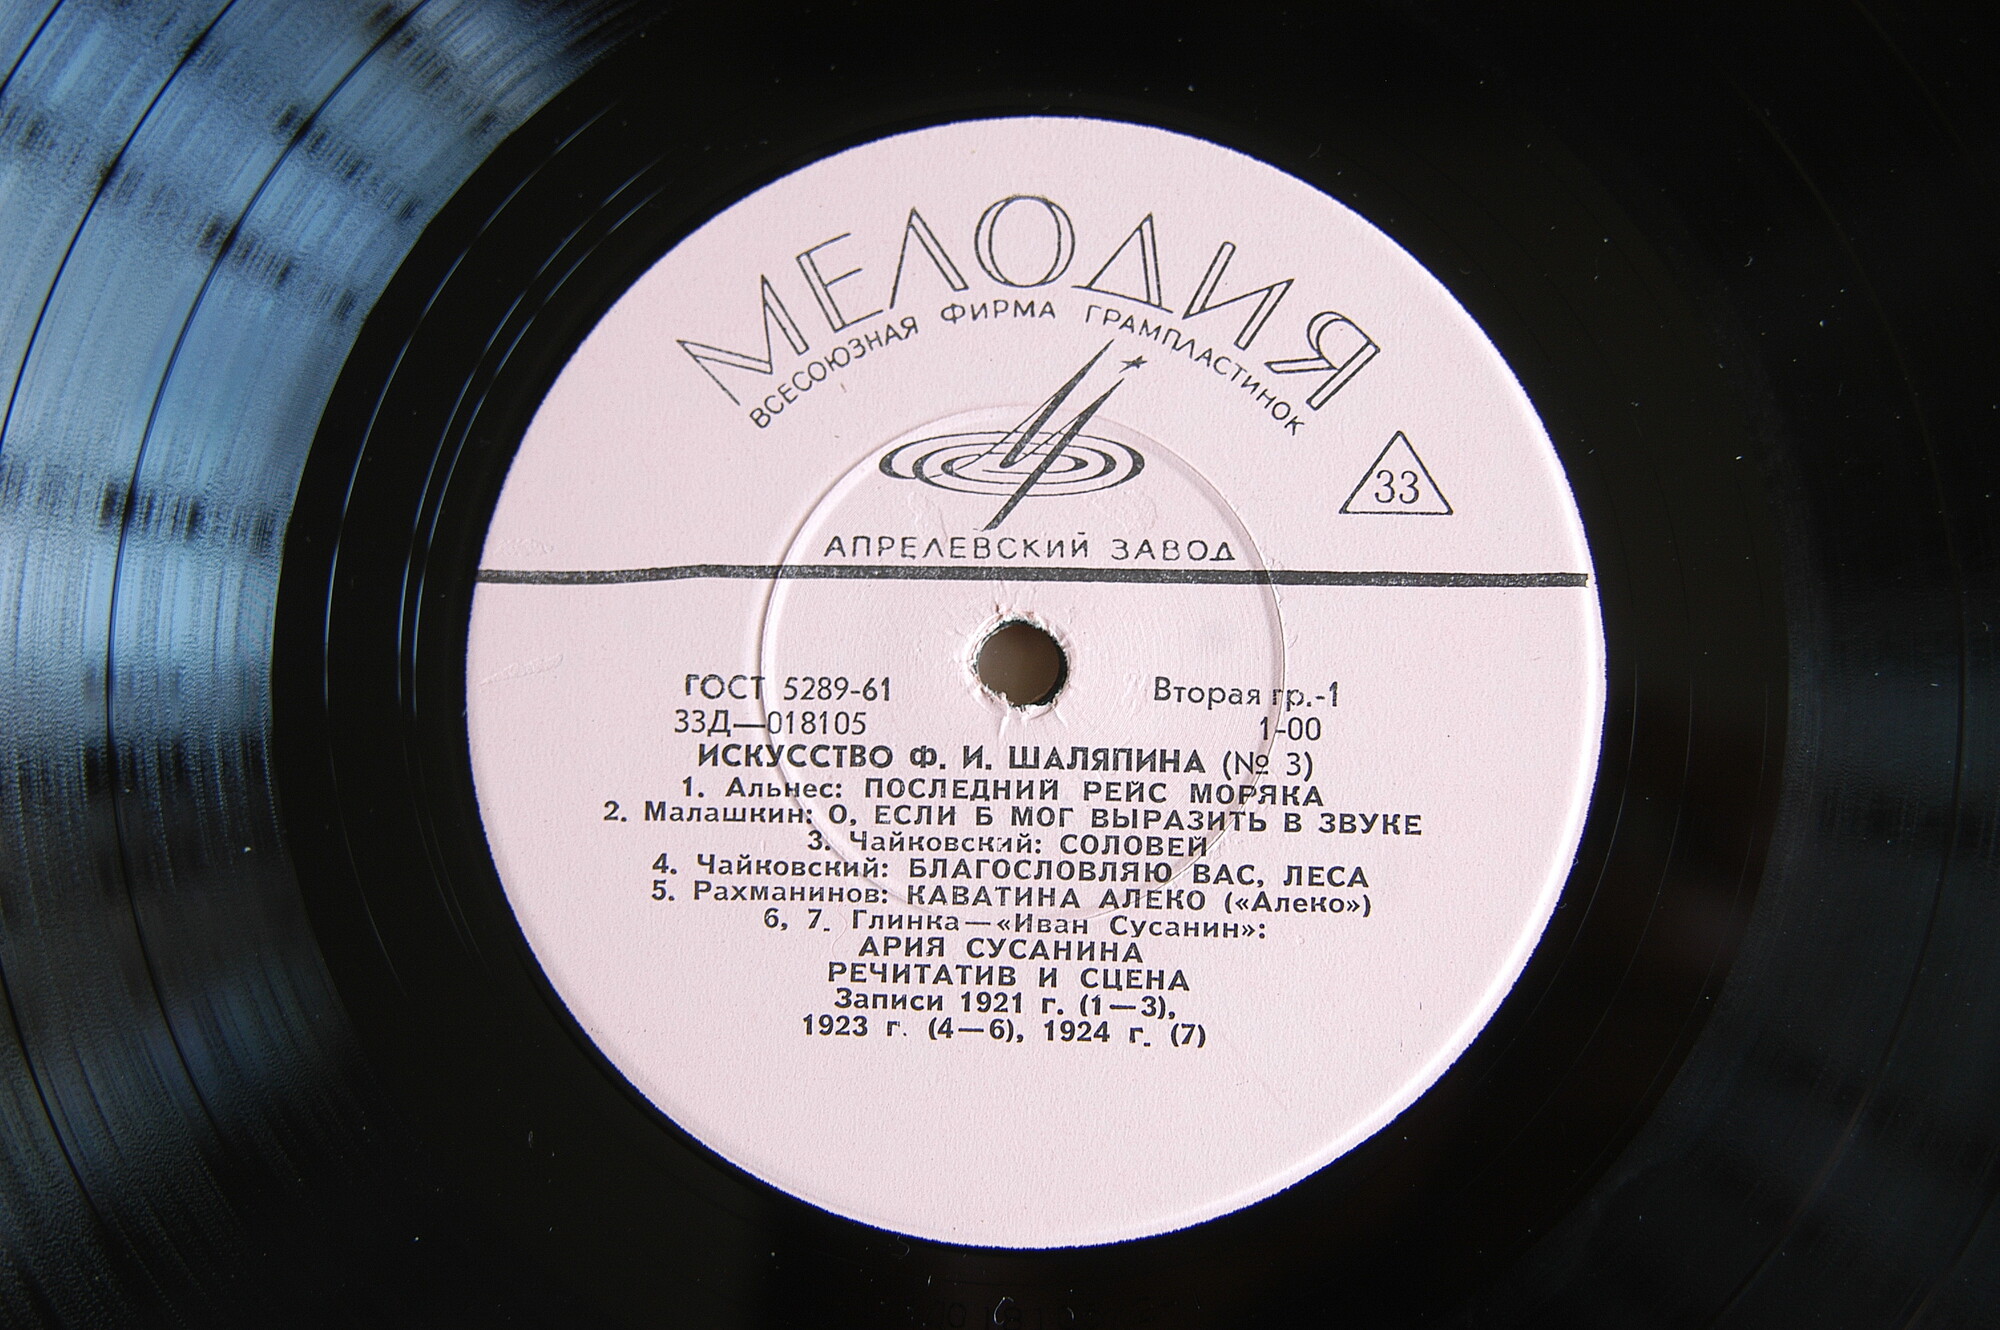 МЕЛОДИЯ
ВСЕСОЮЗНАЯ ФИРМА ГРАМПЛАСТИНОК
33
АПРЕЛЕВСКИЙ ЗАВОД
ГОСТ 5289-61 Вторая гр.-1
33Д—018105 1-00
ИСКУССТВО Ф. И. ШАЛЯПИНА (№ 3)
1. Альнес: ПОСЛЕДНИЙ РЕЙС МОРЯКА
2. Малашкин: О, ЕСЛИ Б МОГ ВЫРАЗИТЬ В ЗВУКЕ
3. Чайковский: СОЛОВЕЙ
4. Чайковский: БЛАГОСЛОВЛЯЮ ВАС, ЛЕСА
5. Рахманинов: КАВАТИНА АЛЕКО («Алеко»)
6, 7. Глинка—«Иван Сусанин»:
АРИЯ СУСАНИНА
РЕЧИТАТИВ И СЦЕНА
Записи 1921 г. (1—3),
1923 г. (4—6), 1924 г. (7)